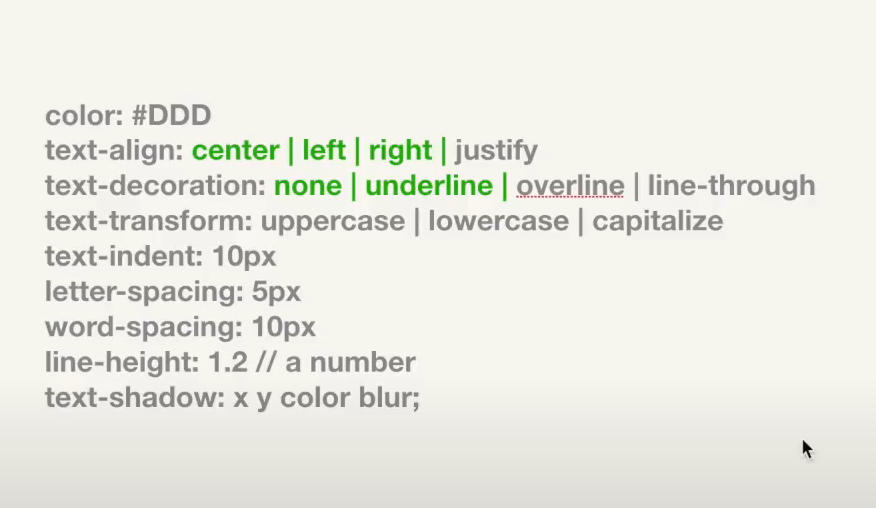 color: #DDD
text-align: center | left | right | justify
text-decoration: none | underline | overline | line-through
text-transform: uppercase | lowercase | capitalize
text-indent: 10px
letter-spacing: 5px
word-spacing: 10px
line-height: 1.2 // a number
text-shadow: x y color blur;